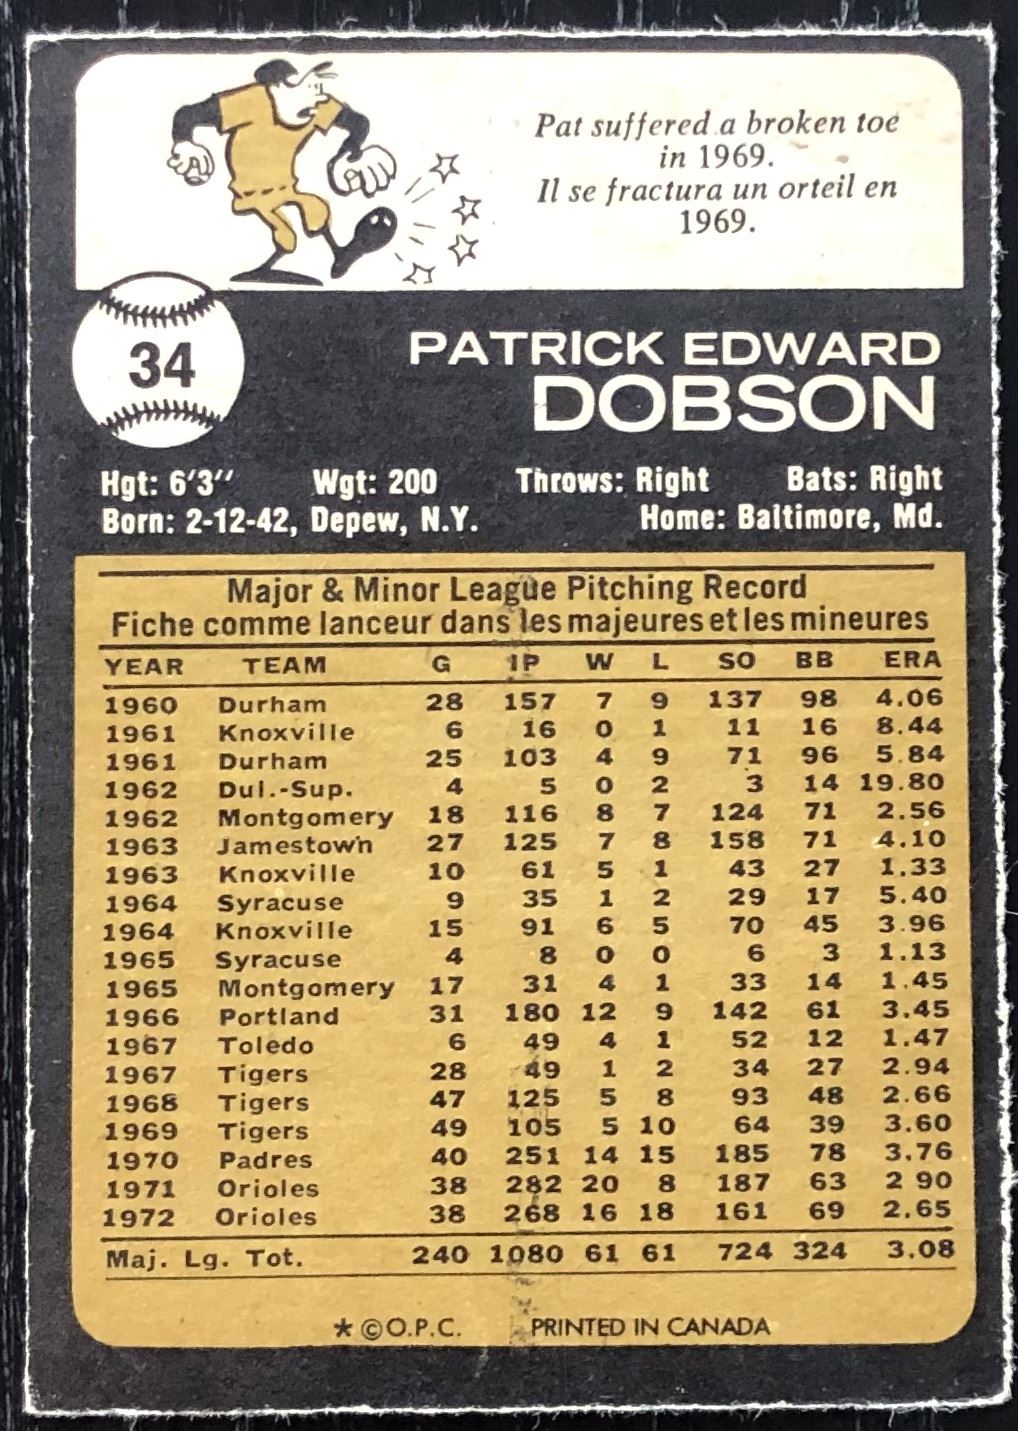 Pat suffered a broken toe
in 1969.
Il se fractura un orteil en
1969.
34
PATRICK EDWARD
DOBSON
Hgt: 6'3" Wgt: 200 Throws: Right Bats: Right
Born: 2-12-42, Depew, N.Y. Home: Baltimore, Md.
Major & Minor League Pitching Record
Fiche comme lanceur dans les majeures et les mineures
YEAR TEAM G IP W L SO BB ERA
1960 Durham 28 157 7 9 137 98 4.06
1961 Knoxville 6 16 0 1 11 16 8.44
1961 Durham 25 103 4 9 71 96 5.84
1962 Dul.-Sup. 4 5 0 2 3 14 19.80
1962 Montgomery 18 116 8 7 124 71 2.56
1963 Jamestown 27 125 7 8 158 71 4.10
1963 Knoxville 10 61 5 1 43 27 1.33
1964 Syracuse 9 35 1 2 29 17 5.40
1964 Knoxville 15 91 6 5 70 45 3.96
1965 Syracuse 4 8 0 0 6 3 1.13
1965 Montgomery 17 31 4 1 33 14 1.45
1966 Portland 31 180 12 9 142 61 3.45
1967 Toledo 6 49 4 1 52 12 1.47
1967 Tigers 28 49 1 2 34 27 2.94
1968 Tigers 47 125 5 8 93 48 2.66
1969 Tigers 49 105 5 10 64 39 3.60
1970 Padres 40 251 14 15 185 78 3.76
1971 Orioles 38 282 20 8 187 63 2 90
1972 Orioles 38 268 16 18 161 69 2.65
Maj. Lg. Tot. 240 1080 61 61 724 324 3.08
* ©O.P.C. PRINTED IN CANADA